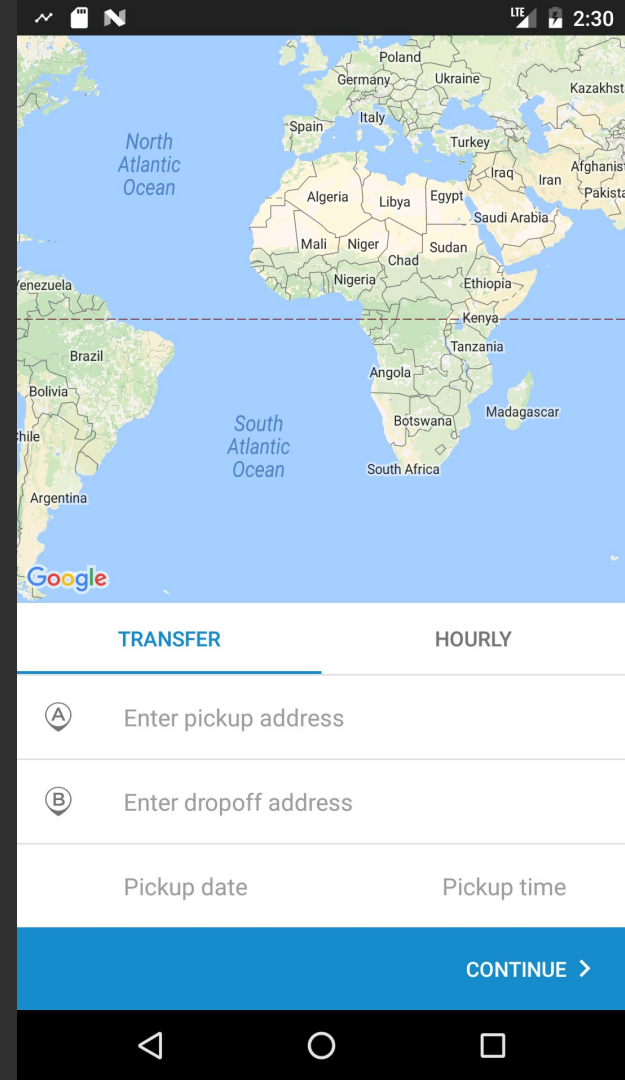 LTE 2:30
Poland
Germany Ukraine
Kazakhst
Italy
Spain
Turkey
North
Atlantic
Ocean
Iraq Iran Afghanis
Pakista
Algeria Libya Egypt
Saudi Arabia
Mali Niger Chad Sudan
Nigeria Ethiopia
Venezuela
Kenya
Brazil
Tanzania
Angola
Bolivia
Madagascar
Botswana
Chile
South
Atlantic
Ocean
South Africa
Argentina
Google
TRANSFER HOURLY
A Enter pickup address
B Enter dropoff address
Pickup date Pickup time
CONTINUE